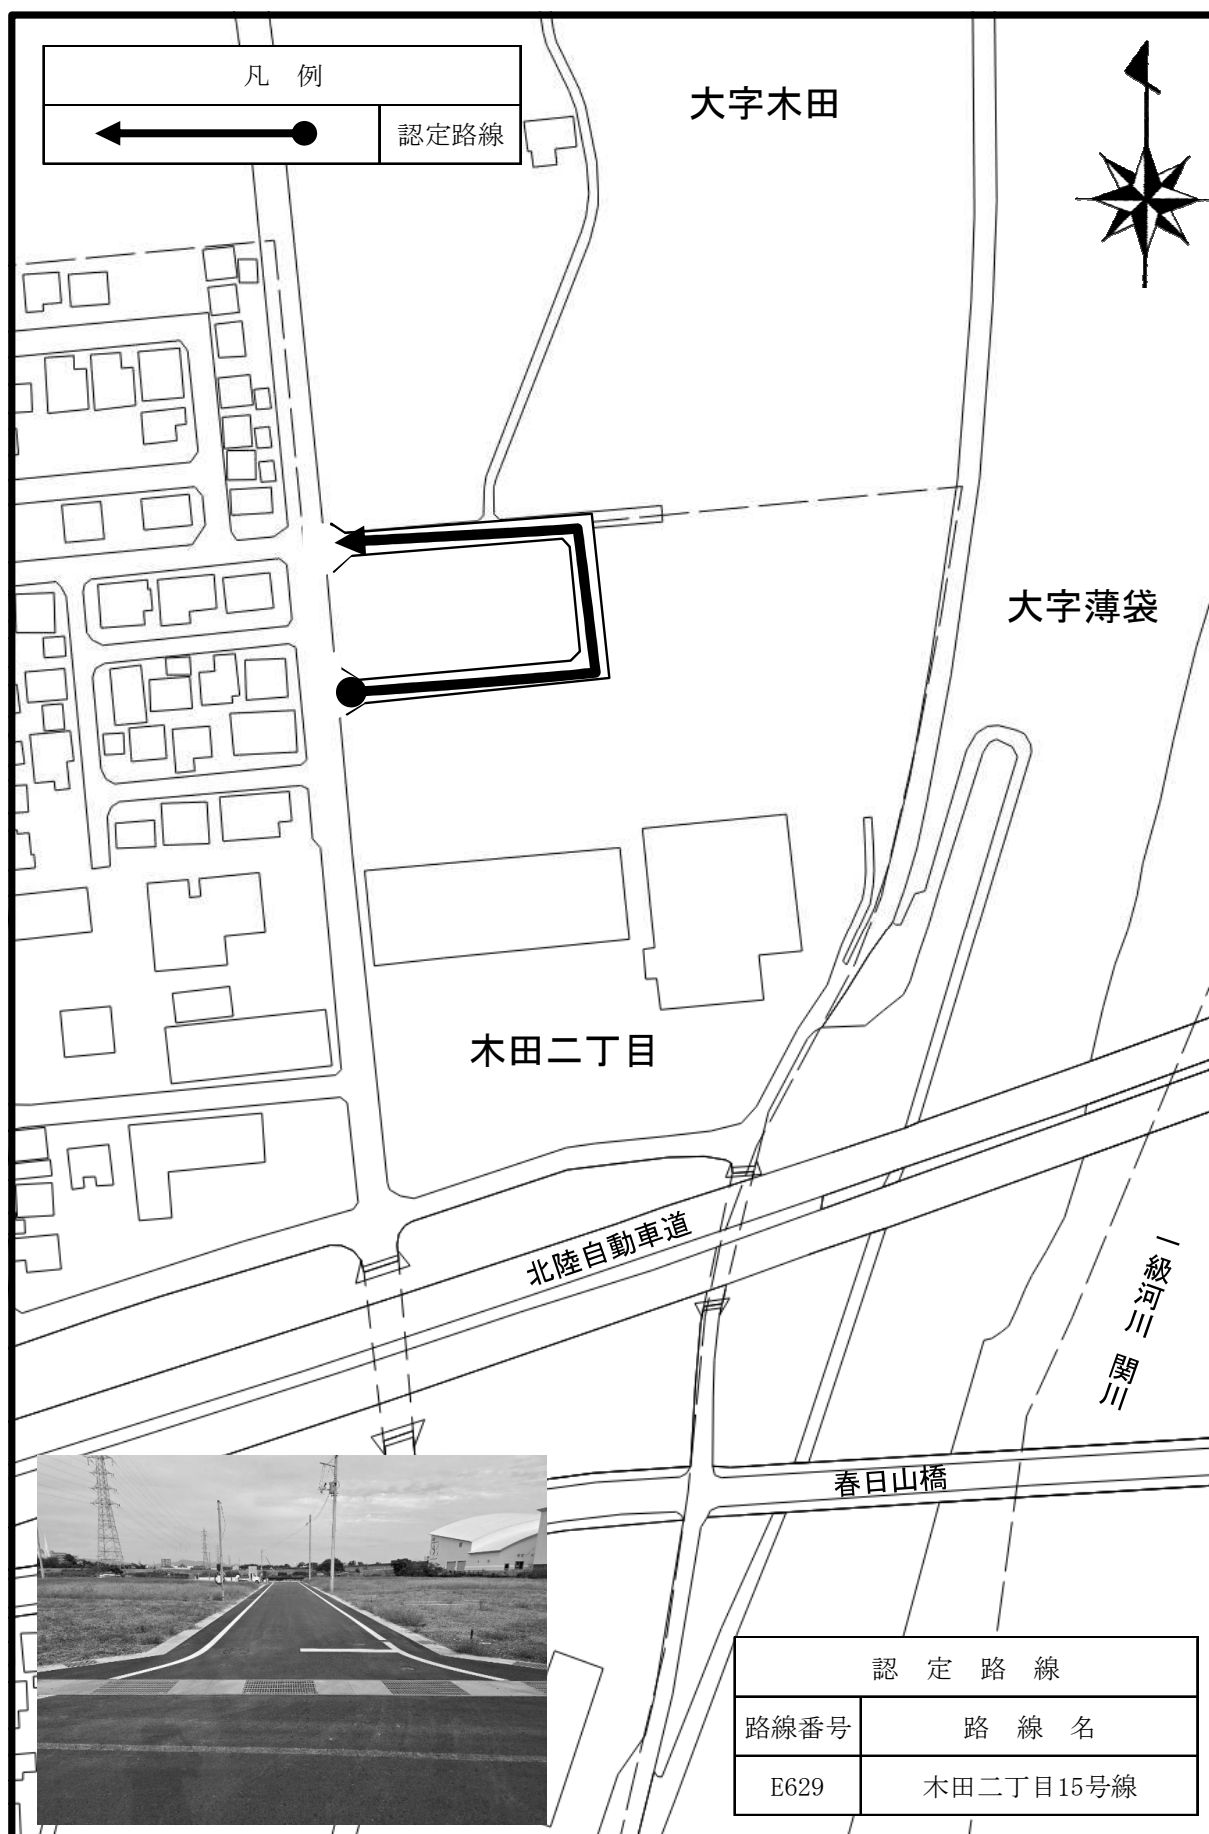 凡 例
認定路線
大字木田
大字薄袋
木田二丁目
北陸自動車道
一級河川 関川
春日山橋
認 定 路 線
路線番号 路 線 名
E629 木田二丁目15号線